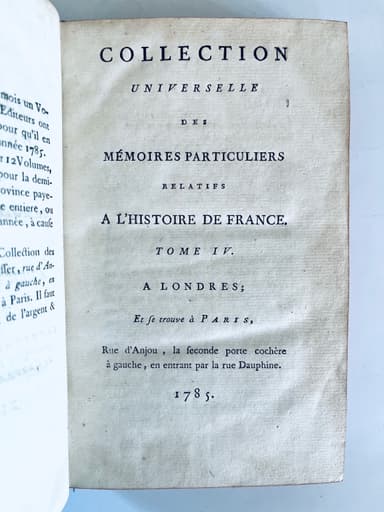 mois un Vo-
Editeurs ont
pour qu'il en
année 1785.
12 Volumes,
pour la demi-
ovince paye-
e entiere, ou
année, à cause
Collection des
rue d'An-
à gauche, en
à Paris. Il faut
de l'argent &
COLLECTION
UNIVERSELLE
DES
MÉMOIRES PARTICULIERS
RELATIFS
A L'HISTOIRE DE FRANCE.
TOME IV.
A LONDRES;
Et se trouve à PARIS,
Rue d'Anjou, la seconde porte cochère
à gauche, en entrant par la rue Dauphine.
1785.